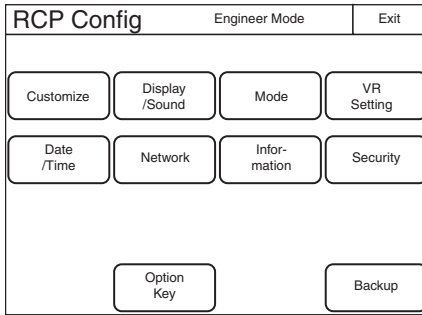 RCP Config Engineer Mode Exit
Customize
Display
/Sound
Mode
VR
Setting
Date
/Time
Network
Infor-
mation
Security
Option
Key
Backup